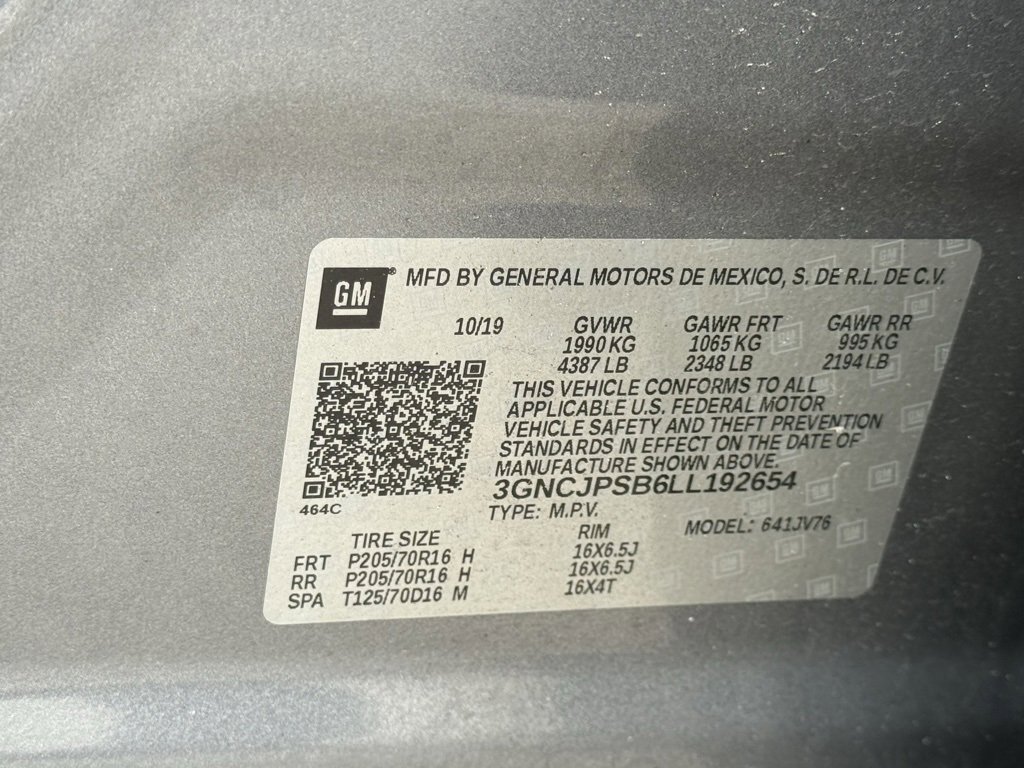 GM® MFD BY GENERAL MOTORS DE MEXICO, S. DE R.L. DE C.V.
10/19 GVWR GAWR FRT GAWR RR
1990 KG 1065 KG 995 KG
4387 LB 2348 LB 2194 LB
THIS VEHICLE CONFORMS TO ALL
APPLICABLE U.S. FEDERAL MOTOR
VEHICLE SAFETY AND THEFT PREVENTION
STANDARDS IN EFFECT ON THE DATE OF
MANUFACTURE SHOWN ABOVE.
3GNCJPSB6LL192654
464C TYPE: M.P.V. MODEL: 641JV76
TIRE SIZE RIM
FRT P205/70R16 H 16X6.5J
RR P205/70R16 H 16X6.5J
SPA T125/70D16 M 16X4T